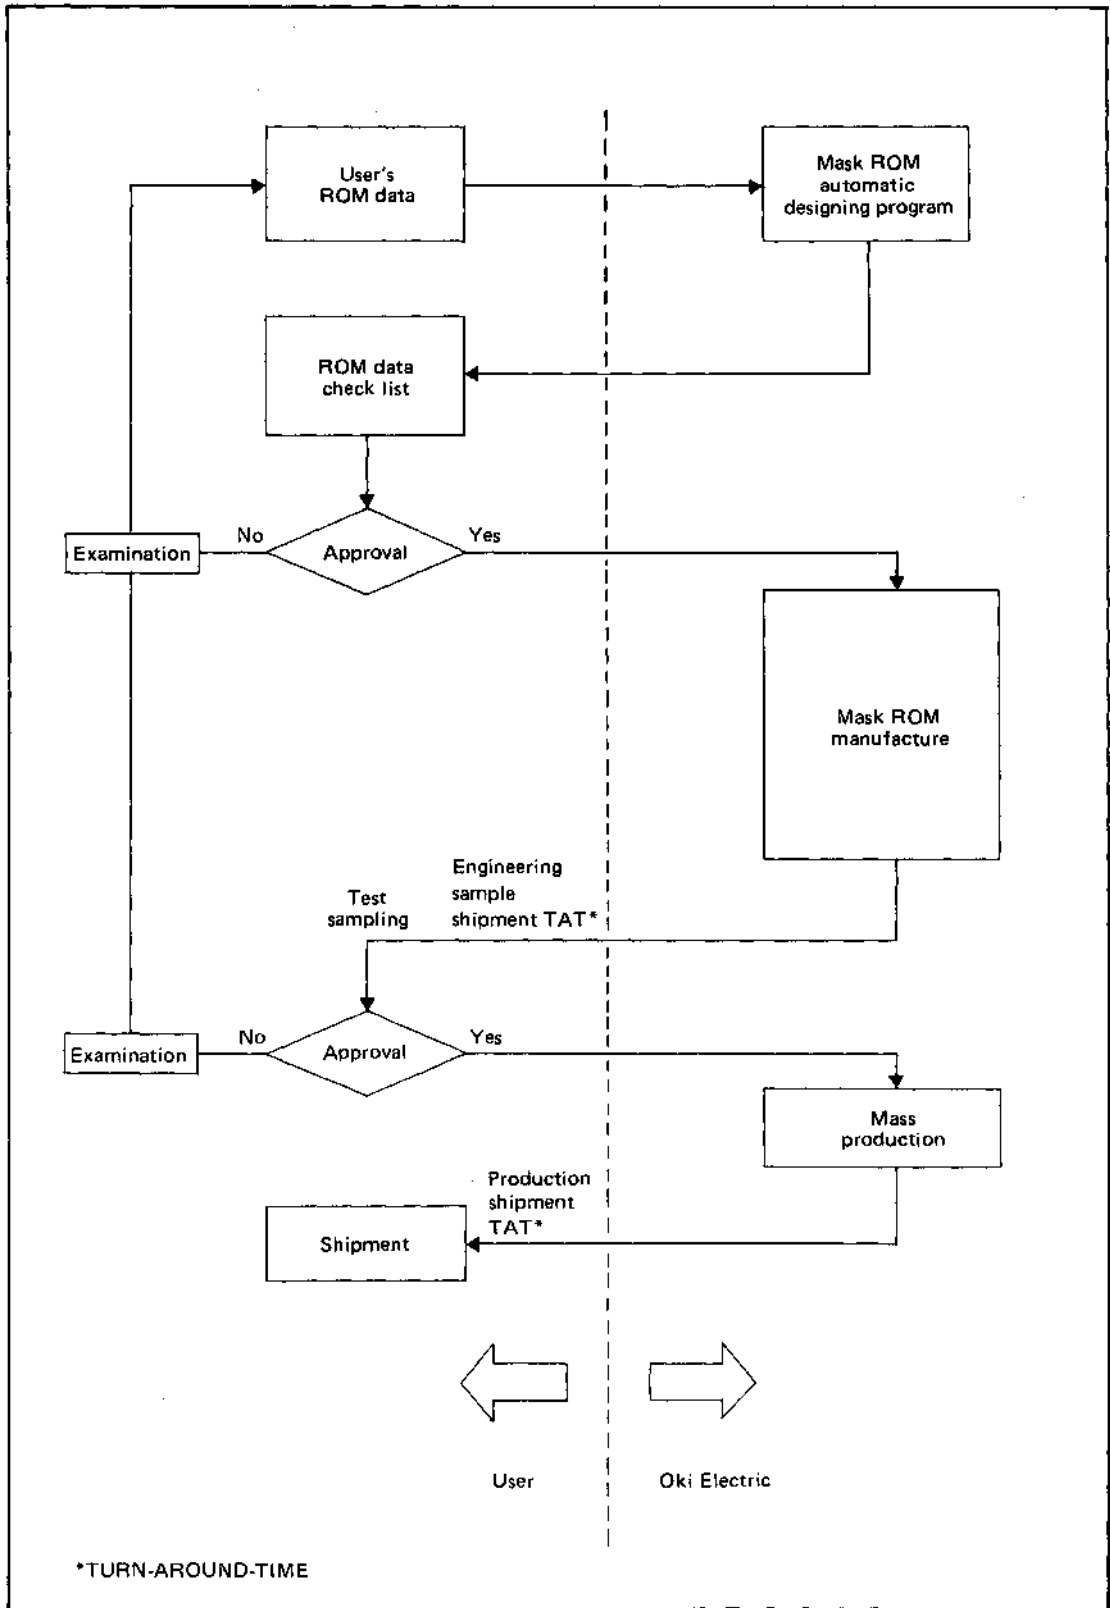 User's
ROM data
Mask ROM
automatic
designing program
ROM data
check list
Examination
No
Approval
Yes
Mask ROM
manufacture
Test
sampling
Engineering
sample
shipment TAT*
Examination
No
Approval
Yes
Mass
production
Production
shipment
TAT*
Shipment
User
Oki Electric
*TURN-AROUND-TIME